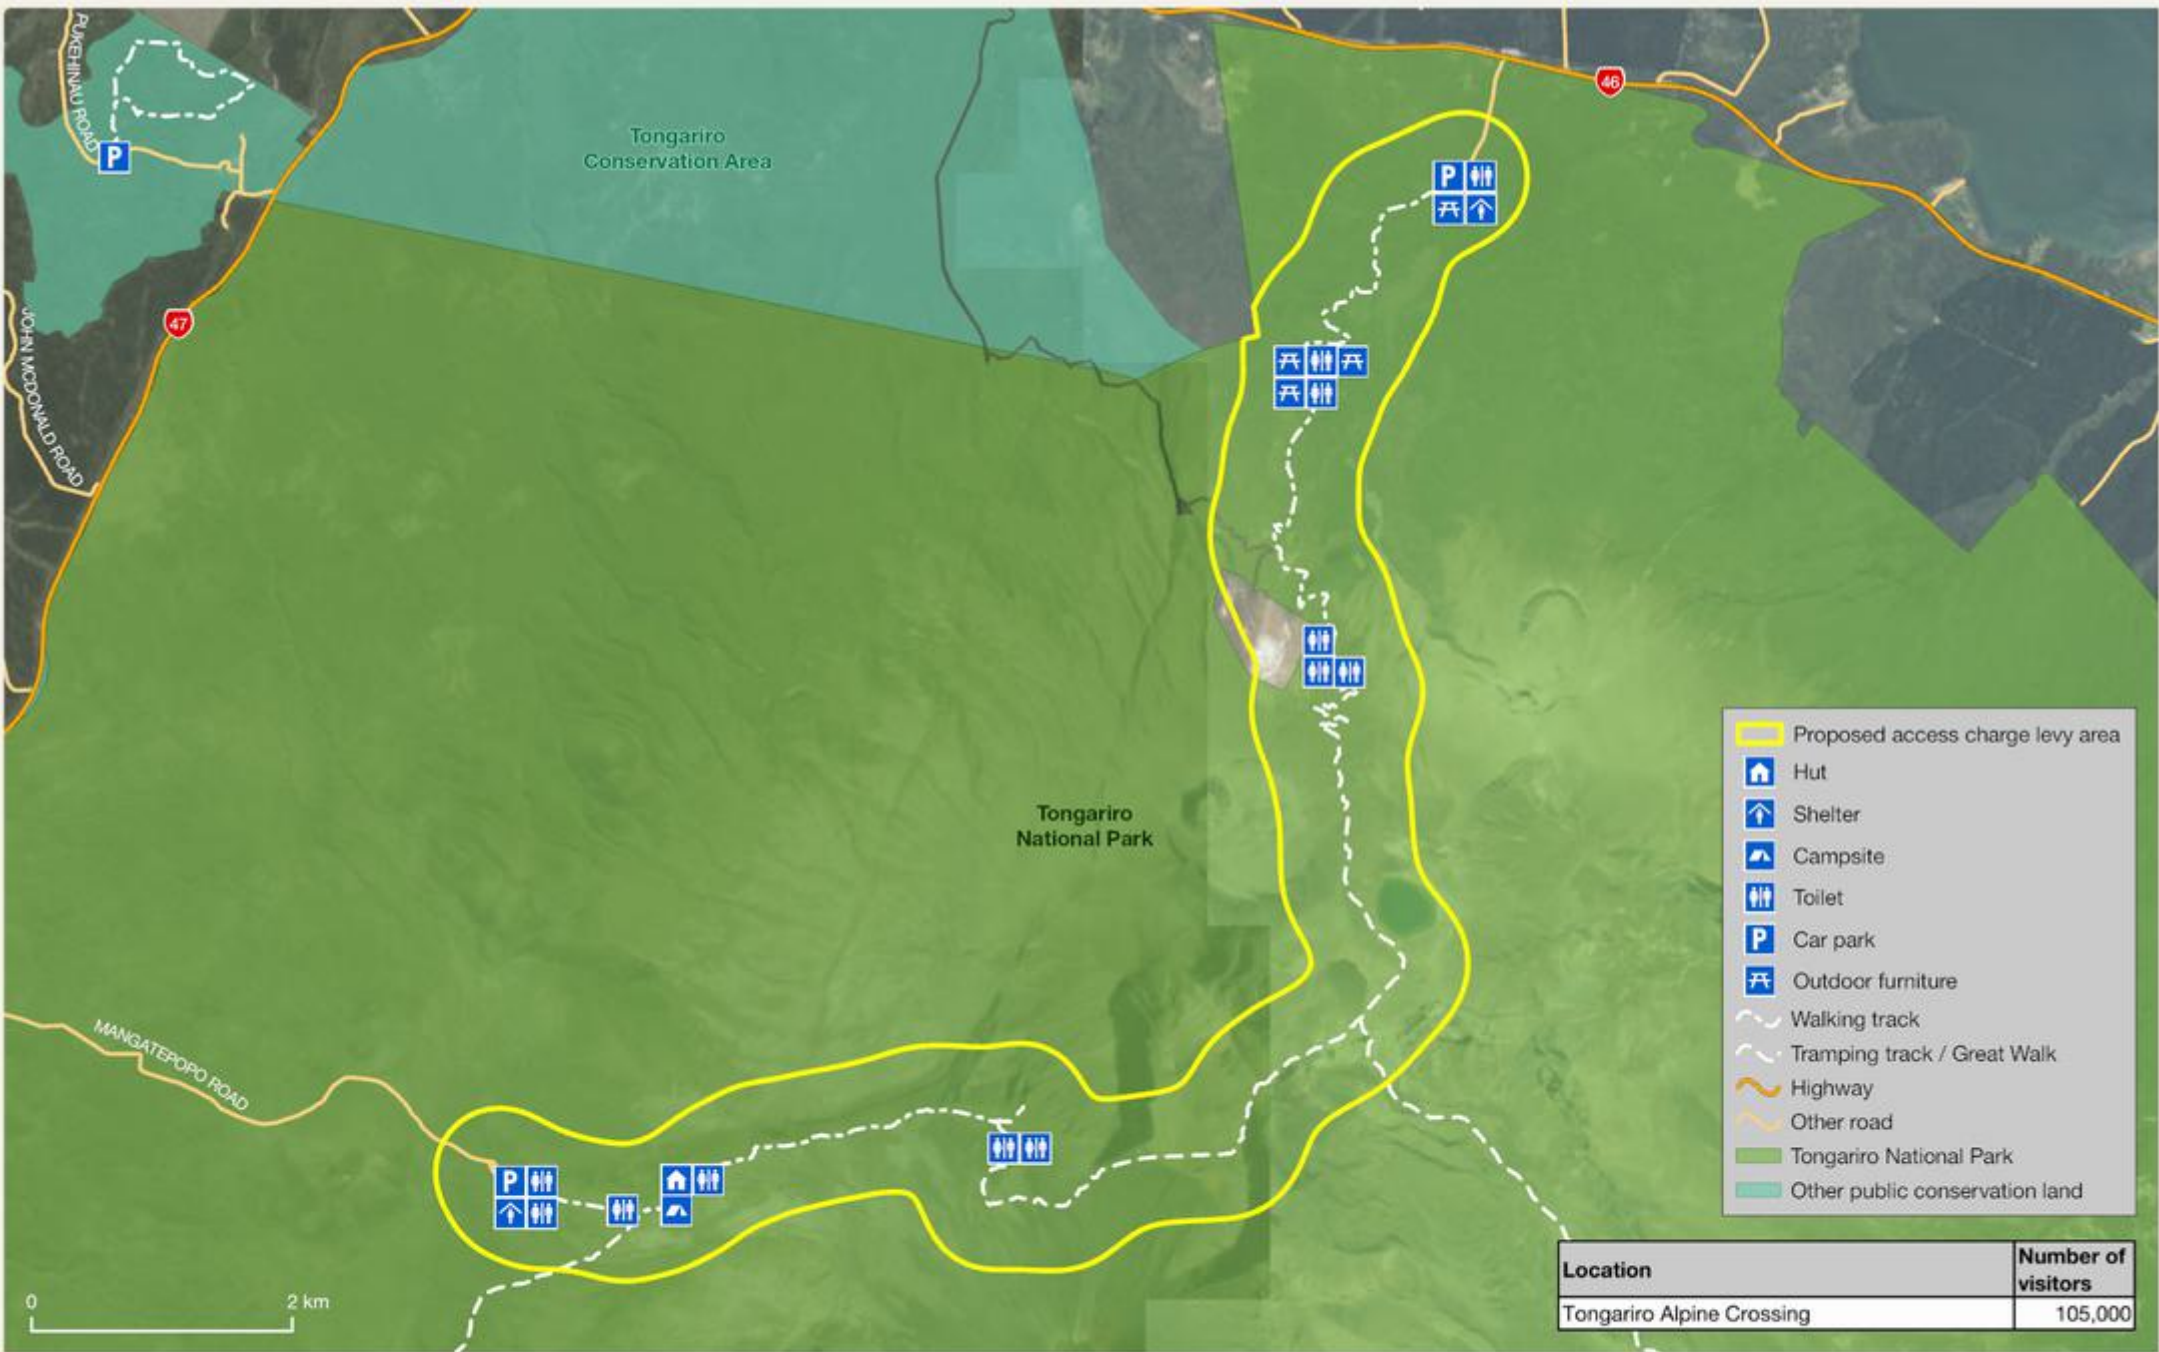 PUKEHINAU ROAD
P
Tongariro
Conservation Area
46
P
47
JOHN MCDONALD ROAD
Tongariro
National Park
MANGATEPOPO ROAD
P
0
2 km
Proposed access charge levy area
Hut
Shelter
Campsite
Toilet
P Car park
Outdoor furniture
Walking track
Tramping track / Great Walk
Highway
Other road
Tongariro National Park
Other public conservation land
Location
Number of
visitors
Tongariro Alpine Crossing
105,000